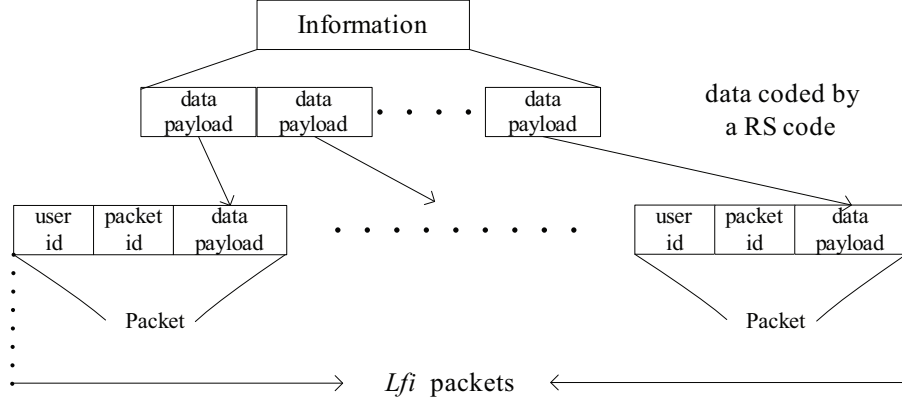 Information
data payload
data payload
data payload
data coded by
a RS code
user id
packet id
data payload
user id
packet id
data payload
Packet
Packet
Lfi packets